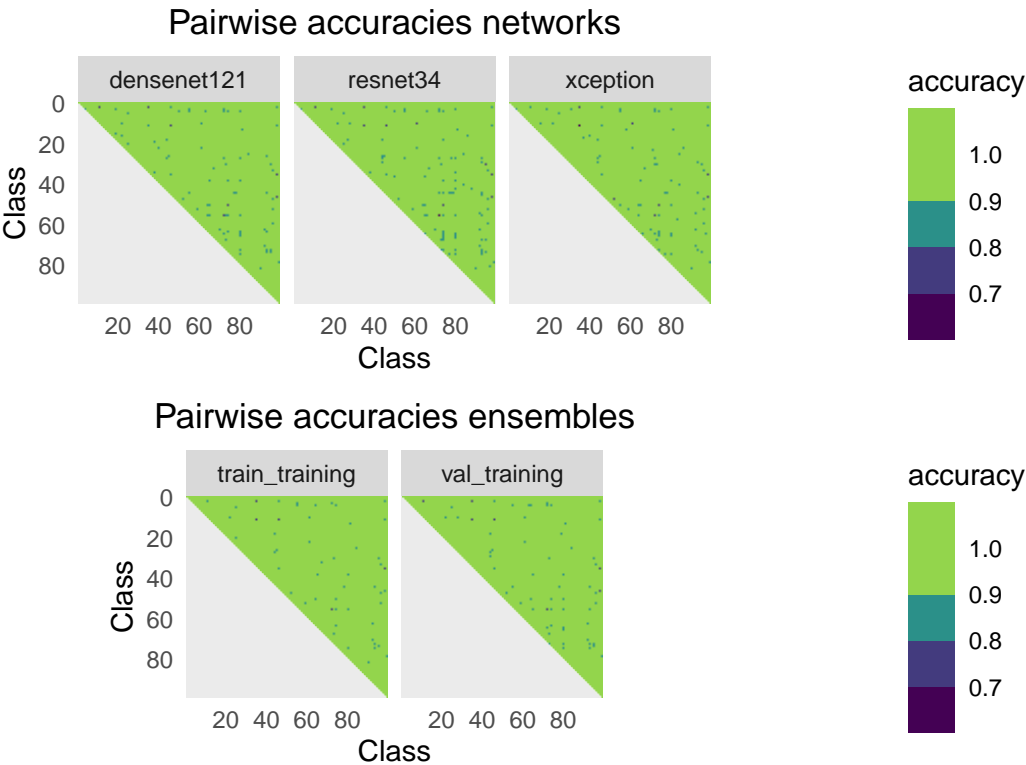 Pairwise accuracies networks
densenet121 resnet34 xception
0
20
40
60
80
Class
20 40 60 80 20 40 60 80 20 40 60 80
Class
accuracy
1.0
0.9
0.8
0.7
Pairwise accuracies ensembles
train_training val_training
0
20
40
60
80
Class
20 40 60 80 20 40 60 80
Class
accuracy
1.0
0.9
0.8
0.7